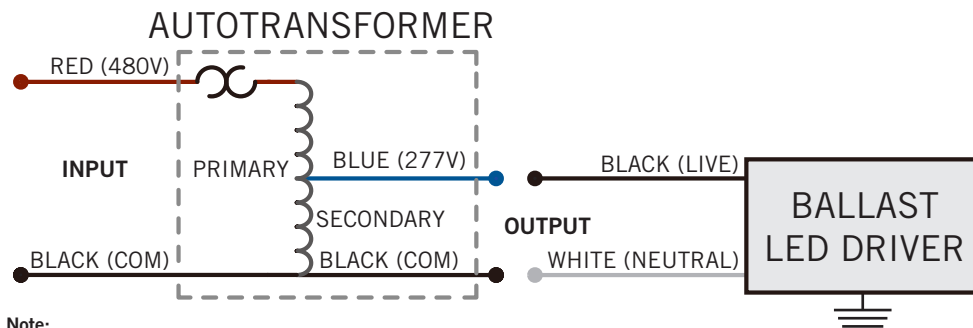 AUTOTRANSFORMER
RED (480V)
INPUT
PRIMARY
BLUE (277V)
BLACK (LIVE)
SECONDARY
OUTPUT
BALLAST
LED DRIVER
BLACK (COM)
BLACK (COM)
WHITE (NEUTRAL)
Note: